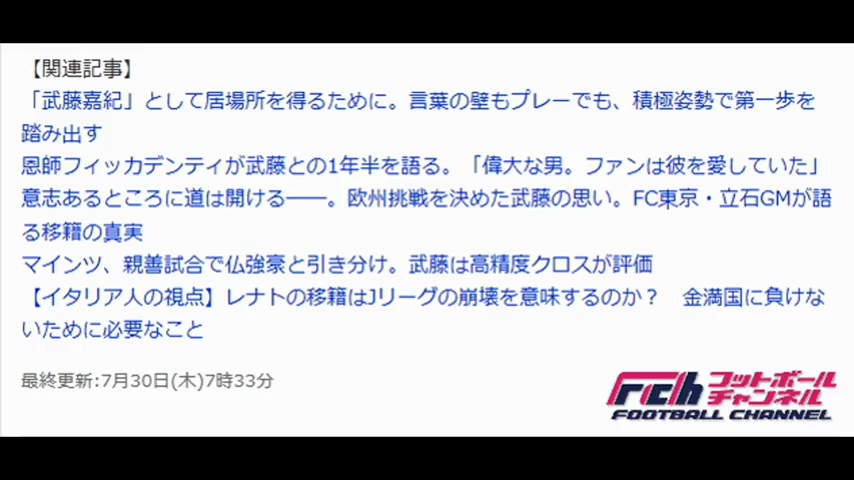 【関連記事】
「武藤嘉紀」として居場所を得るために。言葉の壁もプレーでも、積極姿勢で第一歩を
踏み出す
恩師フィッカデンティが武藤との1年半を語る。「偉大な男。ファンは彼を愛していた」
意志あるところに道は開ける――。欧州挑戦を決めた武藤の思い。FC東京・立石GMが語
る移籍の真実
マインツ、親善試合で仏強豪と引き分け。武藤は高精度クロスが評価
【イタリア人の視点】レナトの移籍はJリーグの崩壊を意味するのか？　金満国に負けな
いために必要なこと
最終更新:7月30日(木)7時33分
fch フットボール
チャンネル
FOOTBALL CHANNEL